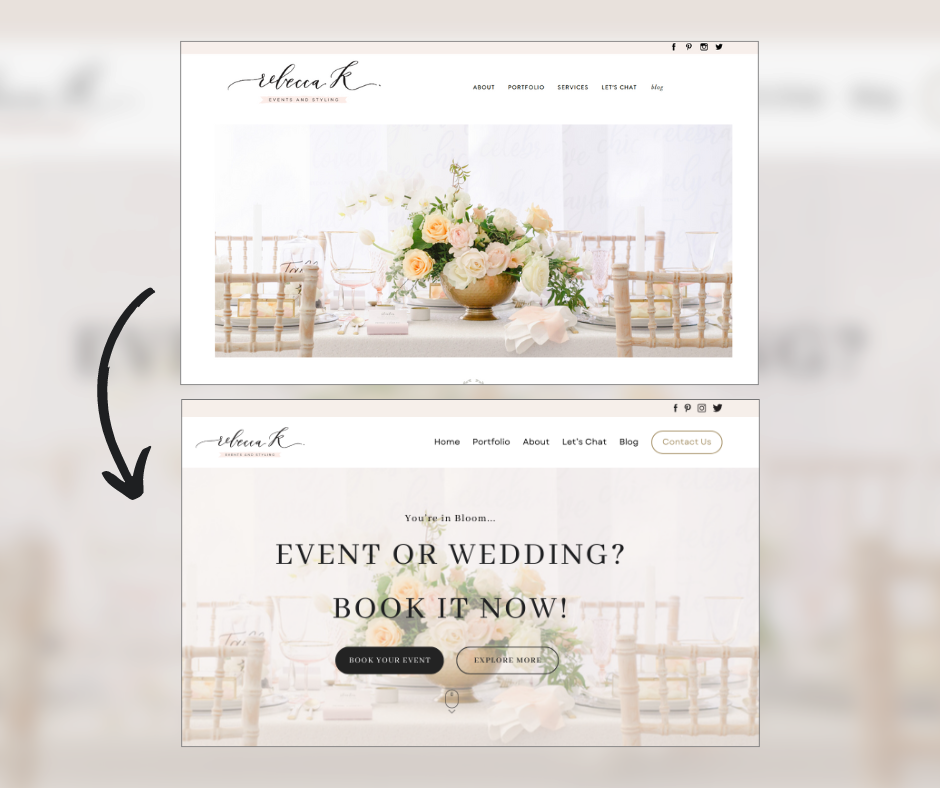 rebecca K
EVENTS AND STYLING
ABOUT PORTFOLIO SERVICES LET'S CHAT blog
rebecca K
EVENTS AND STYLING
Home Portfolio About Let's Chat Blog Contact Us
You're in Bloom...
EVENT OR WEDDING?
BOOK IT NOW!
BOOK YOUR EVENT EXPLORE MORE